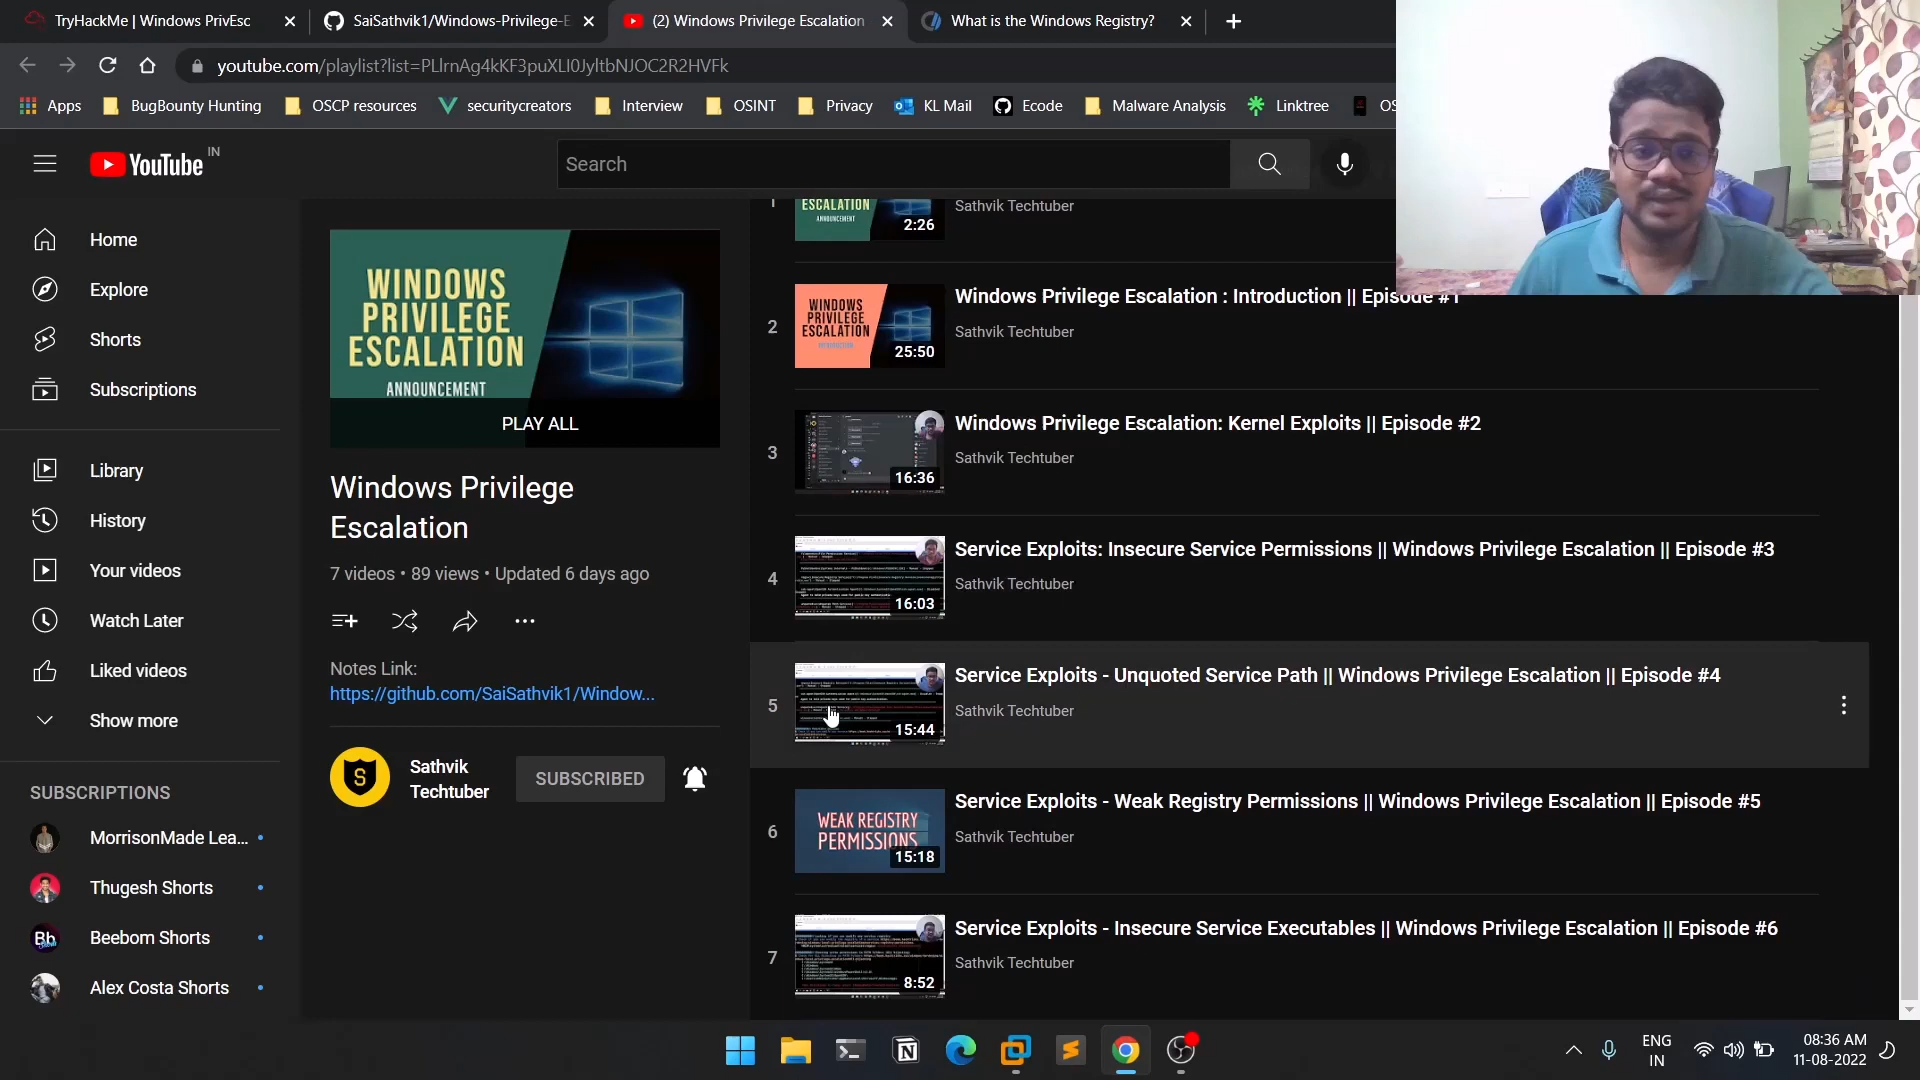 TryHackMe | Windows PrivEsc
SaiSathvik1/Windows-Privilege-E
(2) Windows Privilege Escalation
What is the Windows Registry?
youtube.com/playlist?list=PLlrnAg4kKF3puXLI0JyltbNJOC2R2HVFk
Apps
BugBounty Hunting
OSCP resources
securitycreators
Interview
OSINT
Privacy
KL Mail
Ecode
Malware Analysis
Linktree
OS
YouTube
IN
Search
Home
Explore
Shorts
Subscriptions
Library
History
Your videos
Watch Later
Liked videos
Show more
SUBSCRIPTIONS
MorrisonMade Lea...
Thugesh Shorts
Beebom Shorts
Alex Costa Shorts
WINDOWS
PRIVILEGE
ESCALATION
ANNOUNCEMENT
PLAY ALL
Windows Privilege
Escalation
7 videos • 89 views • Updated 6 days ago
Notes Link:
https://github.com/SaiSathvik1/Window...
S
Sathvik
Techtuber
SUBSCRIBED
1
ESCALATION
ANNOUNCEMENT
2:26
Sathvik Techtuber
2
WINDOWS
PRIVILEGE
ESCALATION
25:50
Windows Privilege Escalation : Introduction || Episode #1
Sathvik Techtuber
3
16:36
Windows Privilege Escalation: Kernel Exploits || Episode #2
Sathvik Techtuber
4
16:03
Service Exploits: Insecure Service Permissions || Windows Privilege Escalation || Episode #3
Sathvik Techtuber
5
15:44
Service Exploits - Unquoted Service Path || Windows Privilege Escalation || Episode #4
Sathvik Techtuber
6
WEAK REGISTRY
PERMISSIONS
15:18
Service Exploits - Weak Registry Permissions || Windows Privilege Escalation || Episode #5
Sathvik Techtuber
7
8:52
Service Exploits - Insecure Service Executables || Windows Privilege Escalation || Episode #6
Sathvik Techtuber
ENG
IN
08:36 AM
11-08-2022